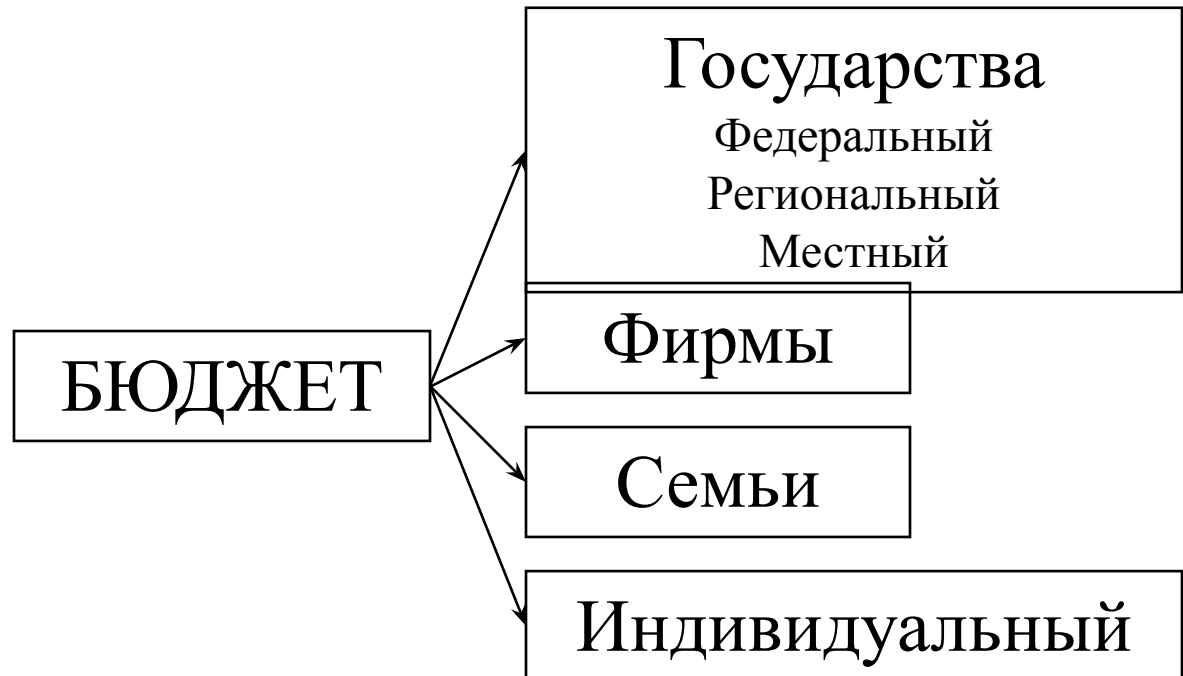 Государства
Федеральный
Региональный
Местный
Фирмы
БЮДЖЕТ
Семьи
Индивидуальный